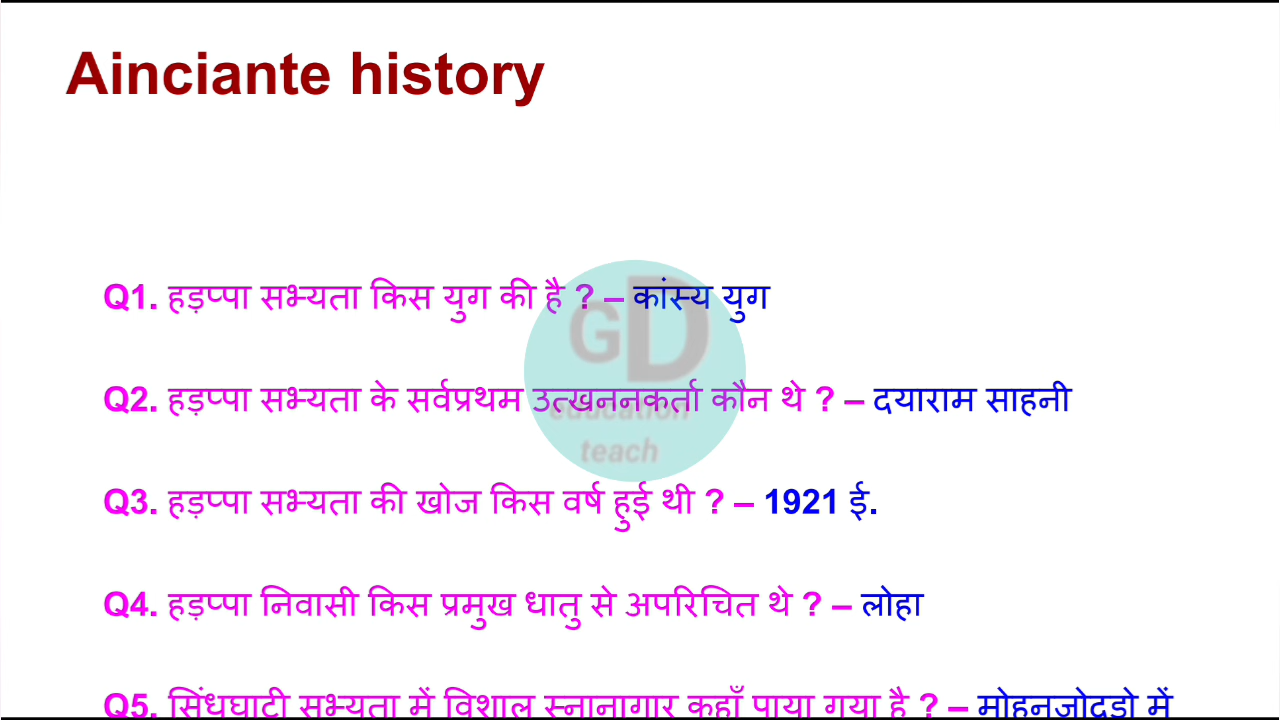 Ainciante history
Q1. हड़प्पा सभ्यता किस युग की है ? – कांस्य युग
Q2. हड़प्पा सभ्यता के सर्वप्रथम उत्खननकर्ता कौन थे ? – दयाराम साहनी
Q3. हड़प्पा सभ्यता की खोज किस वर्ष हुई थी ? – 1921 ई.
Q4. हड़प्पा निवासी किस प्रमुख धातु से अपरिचित थे ? – लोहा
Q5. सिंधुघाटी सभ्यता में विशाल स्नानागार कहाँ पाया गया है ? – मोहनजोदड़ो में
GD
education
teach